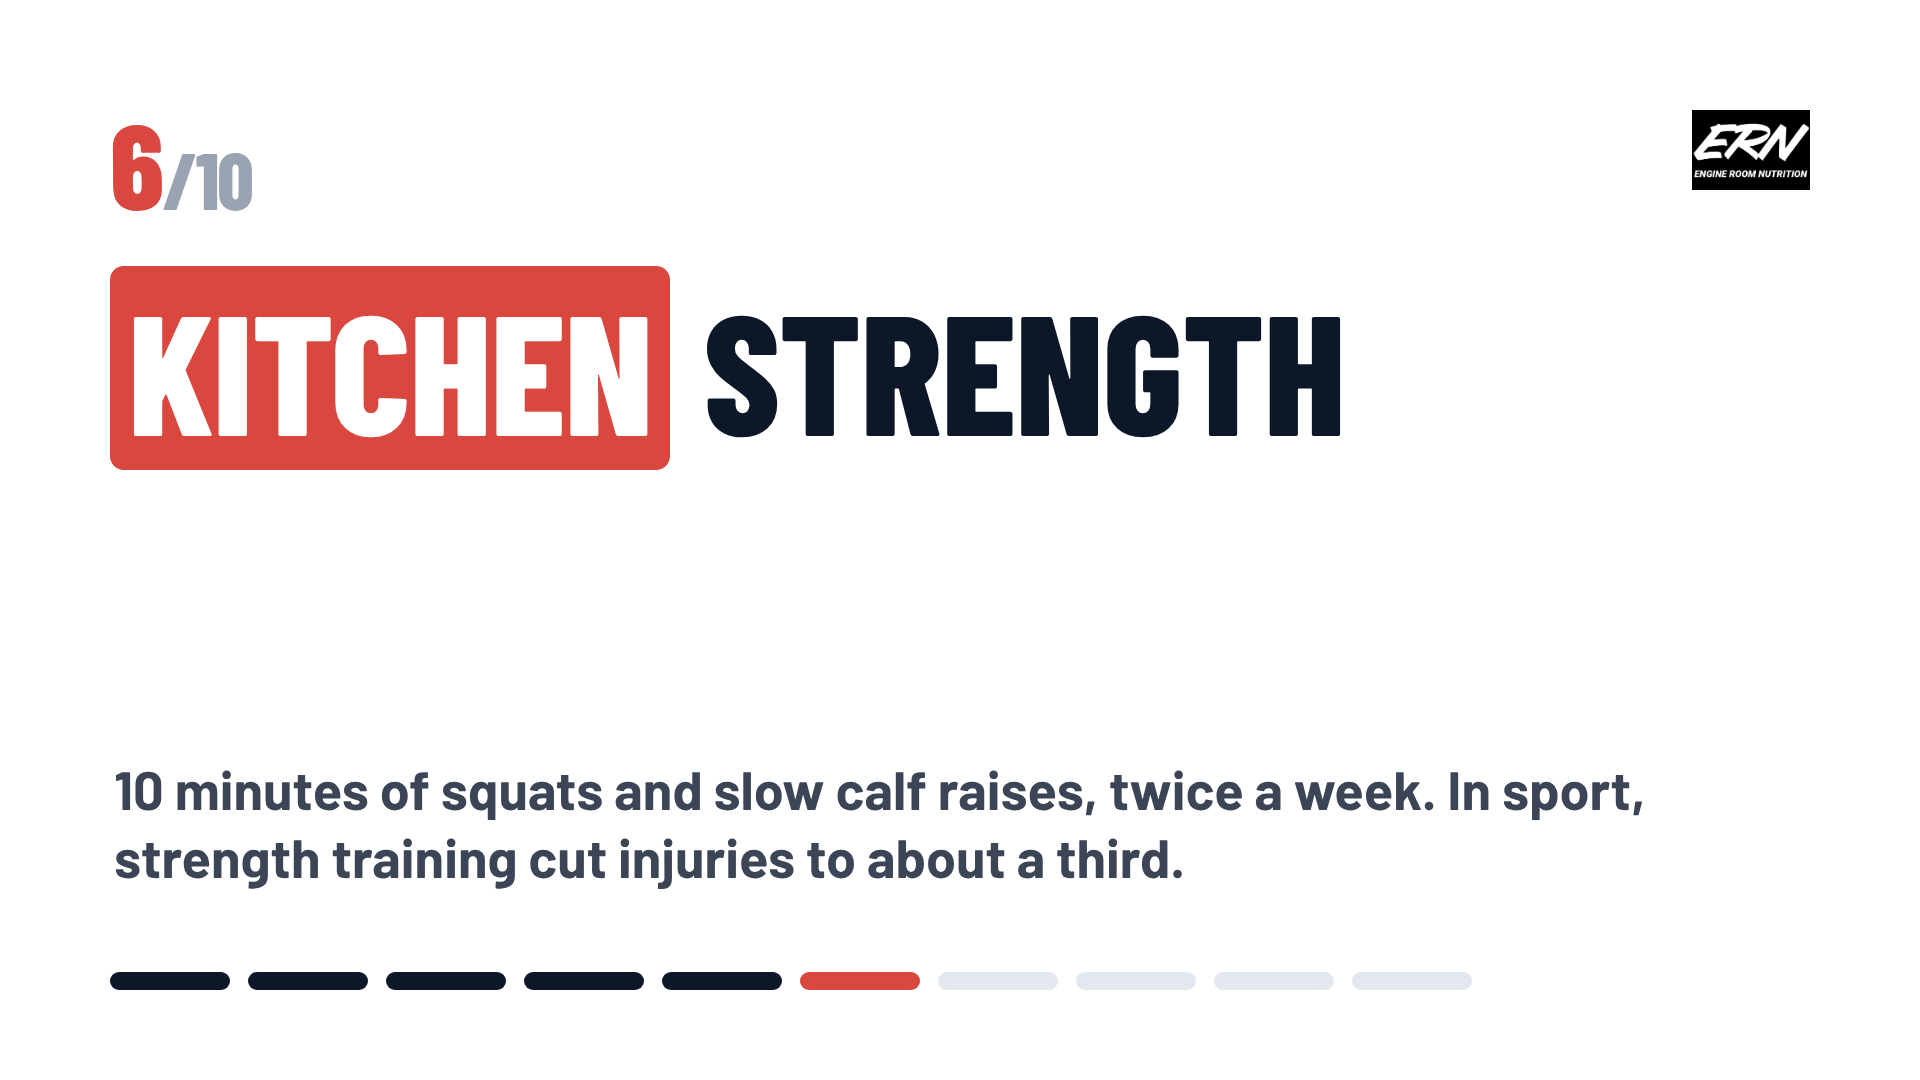 6/10
ERN
ENGINE ROOM NUTRITION
KITCHEN STRENGTH
10 minutes of squats and slow calf raises, twice a week. In sport,
strength training cut injuries to about a third.